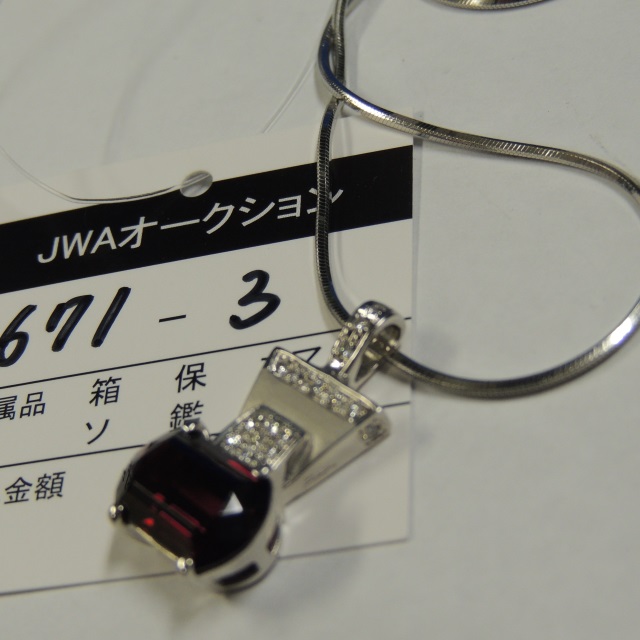 JWAオークション
671-3
属品 箱 保
ソ 鑑
金額